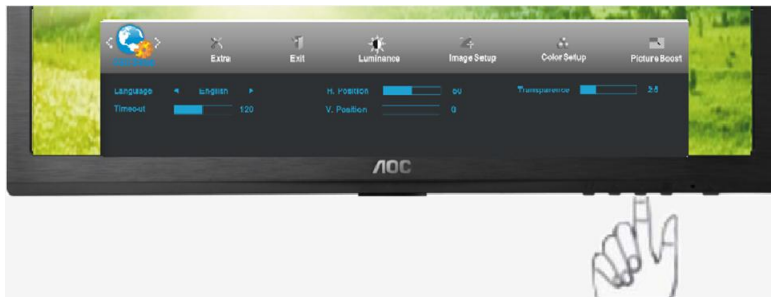 Extra
Exit
Luminance
Image Setup
Color Setup
Picture Boost
Language
English
H. Position
50
Transparence
Timeout
120
V. Position
0
AOC